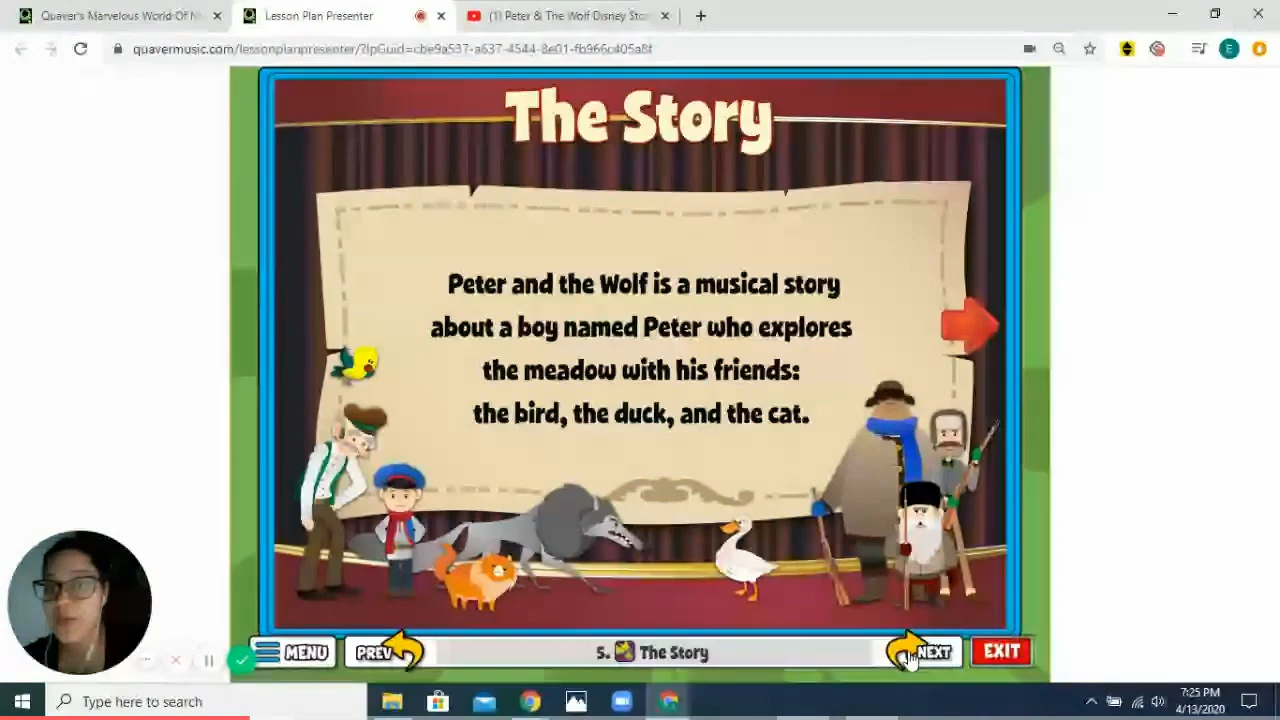 Quaver's Marvelous World Of M
Lesson Plan Presenter
(1) Peter & The Wolf Disney Sto
quavermusic.com/lessonplanpresenter/?lpGuid=cbe9a537-a637-4544-8e01-fb966c405a8f
E
The Story
Peter and the Wolf is a musical story
about a boy named Peter who explores
the meadow with his friends:
the bird, the duck, and the cat.
MENU
PREV
5. The Story
NEXT
EXIT
Type here to search
7:25 PM
4/13/2020